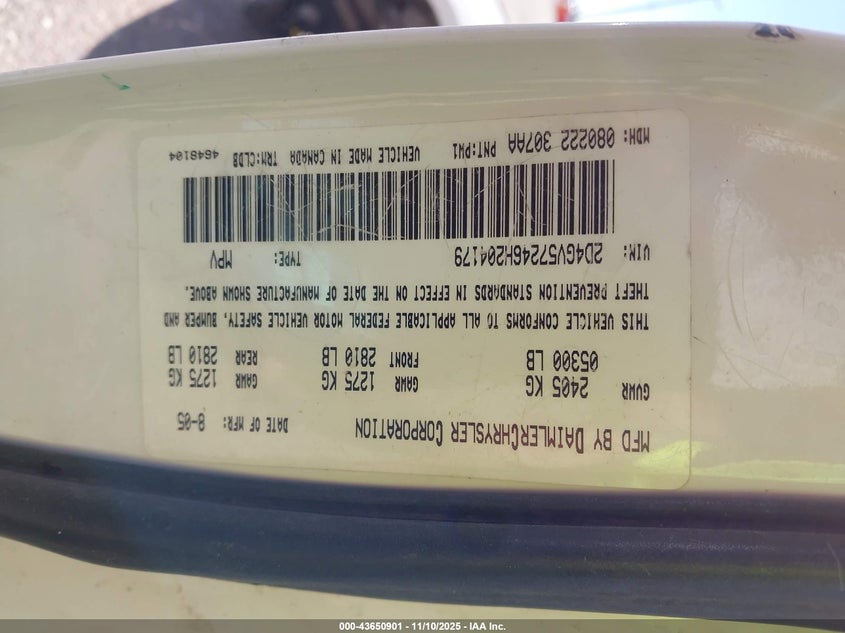 MFD BY DAIMLERCHRYSLER CORPORATION DATE OF MFR: 8-05
GVWR 2405 KG GAWR 1275 KG GAWR 1275 KG
05300 LB FRONT 2810 LB REAR 2810 LB
THIS VEHICLE CONFORMS TO ALL APPLICABLE FEDERAL MOTOR VEHICLE SAFETY, BUMPER AND
THEFT PREVENTION STANDARDS IN EFFECT ON THE DATE OF MANUFACTURE SHOWN ABOVE.
VIN: 2D4GV57246H204179 TYPE: MPV
MDH: 080222 307AA PNT:PW1 VEHICLE MADE IN CANADA TRM:CLDB 4648104
000-43650901 - 11/10/2025 - IAA Inc.